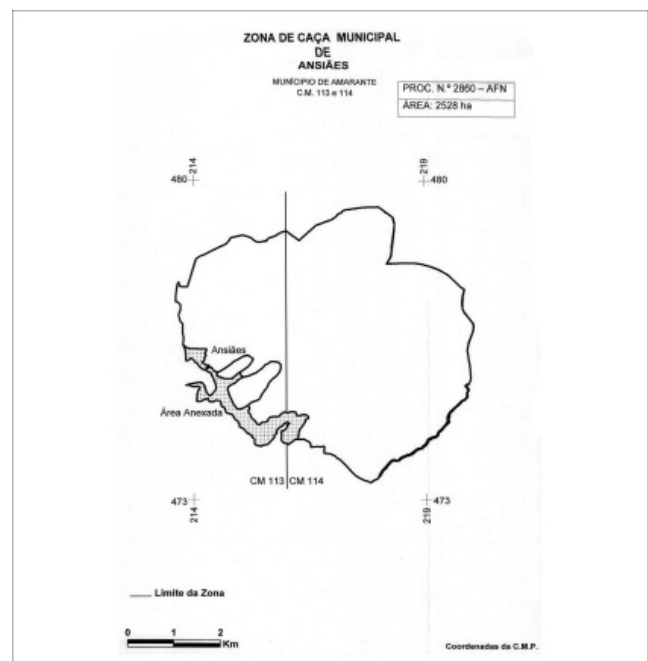 ZONA DE CAÇA MUNICIPAL
DE
ANSIÃES
MUNÍCIPIO DE AMARANTE
C.M. 113 e 114
PROC. N.º 2860 – AFN
ÁREA: 2528 ha
214
219
480
480
Ansiães
Área Anexada
CM 113
CM 114
473
473
214
219
Limite da Zona
0 1 2
Km
Coordenadas da C.M.P.